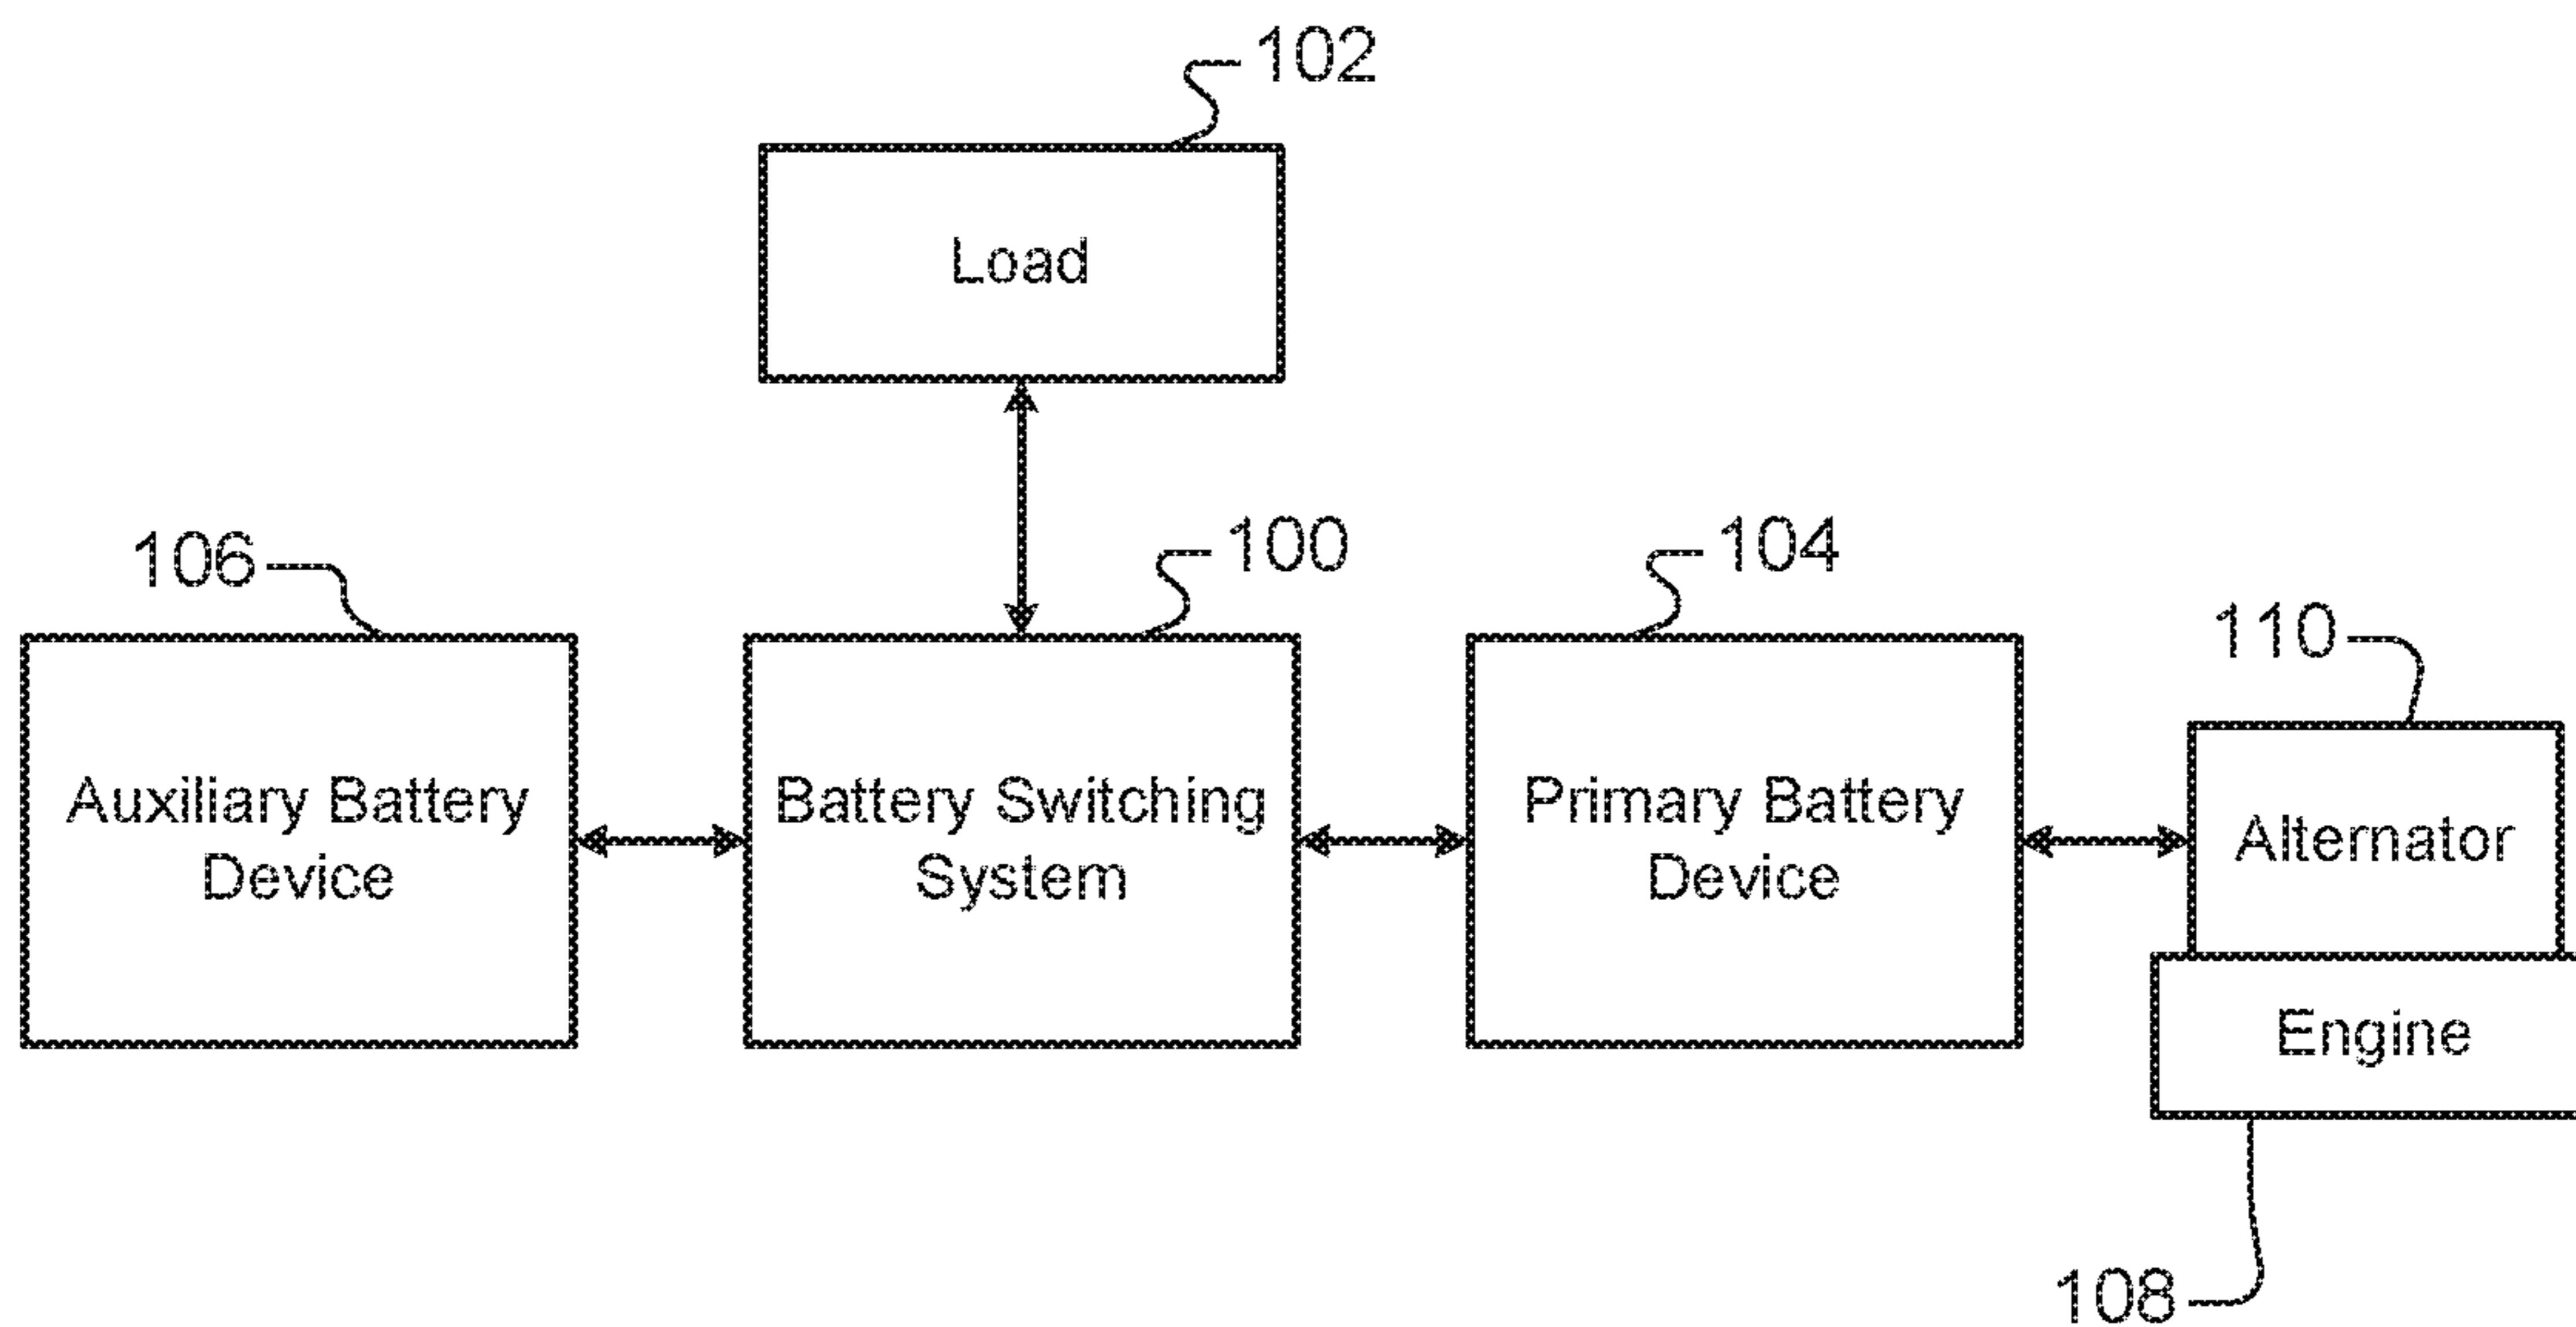 102
Load
106
100
104
110
Auxiliary Battery
Device
Battery Switching
System
Primary Battery
Device
Alternator
Engine
108